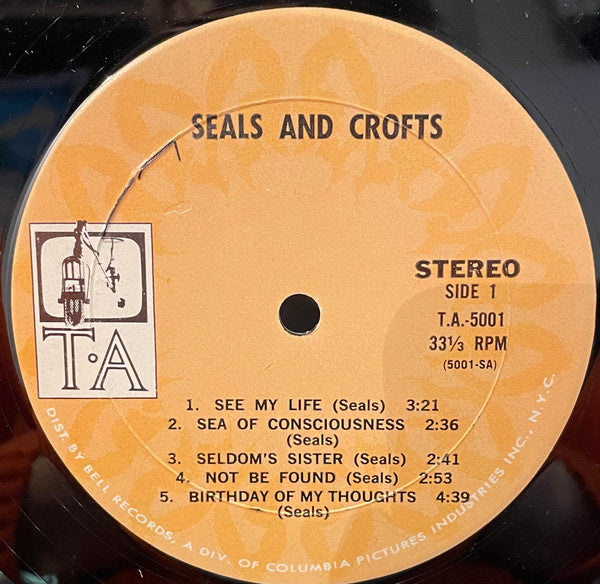 SEALS AND CROFTS
T·A
STEREO
SIDE 1
T.A.-5001
33⅓ RPM
(5001-SA)
1. SEE MY LIFE (Seals) 3:21
2. SEA OF CONSCIOUSNESS 2:36
(Seals)
3. SELDOM'S SISTER (Seals) 2:41
4. NOT BE FOUND (Seals) 2:53
5. BIRTHDAY OF MY THOUGHTS 4:39
(Seals)
DIST. BY BELL RECORDS, A DIV. OF COLUMBIA PICTURES INDUSTRIES INC., N.Y.C.